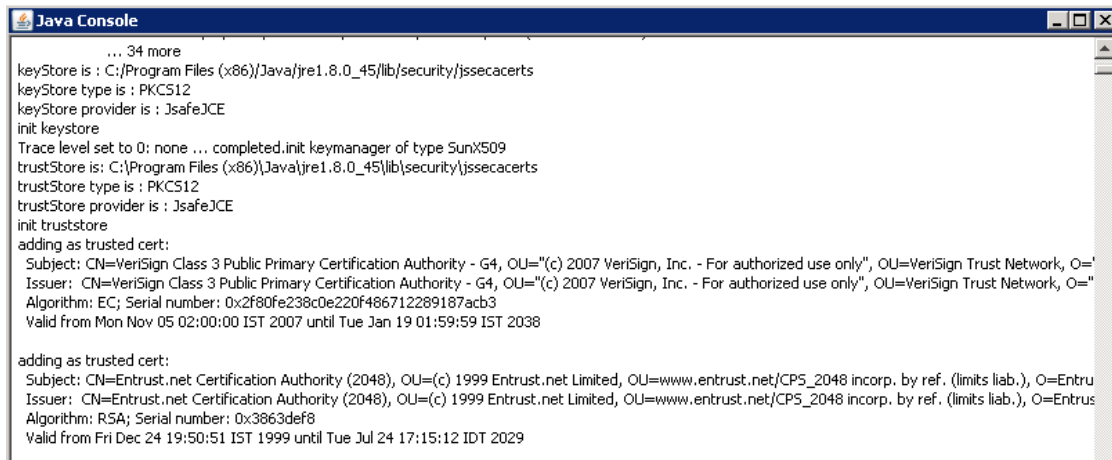 Java Console
... 34 more
keyStore is : C:/Program Files (x86)/Java/jre1.8.0_45/lib/security/jssecacerts
keyStore type is : PKCS12
keyStore provider is : JsafeJCE
init keystore
Trace level set to 0: none ... completed.init keymanager of type SunX509
trustStore is: C:\Program Files (x86)\Java\jre1.8.0_45\lib\security\jssecacerts
trustStore type is : PKCS12
trustStore provider is : JsafeJCE
init truststore
adding as trusted cert:
Subject: CN=VeriSign Class 3 Public Primary Certification Authority - G4, OU="(c) 2007 VeriSign, Inc. - For authorized use only", OU=VeriSign Trust Network, O="
Issuer: CN=VeriSign Class 3 Public Primary Certification Authority - G4, OU="(c) 2007 VeriSign, Inc. - For authorized use only", OU=VeriSign Trust Network, O="
Algorithm: EC; Serial number: 0x2f80fe238c0e220f486712289187acb3
Valid from Mon Nov 05 02:00:00 IST 2007 until Tue Jan 19 01:59:59 IST 2038
adding as trusted cert:
Subject: CN=Entrust.net Certification Authority (2048), OU=(c) 1999 Entrust.net Limited, OU=www.entrust.net/CPS_2048 incorp. by ref. (limits liab.), O=Entru
Issuer: CN=Entrust.net Certification Authority (2048), OU=(c) 1999 Entrust.net Limited, OU=www.entrust.net/CPS_2048 incorp. by ref. (limits liab.), O=Entrus
Algorithm: RSA; Serial number: 0x3863def8
Valid from Fri Dec 24 19:50:51 IST 1999 until Tue Jul 24 17:15:12 IDT 2029